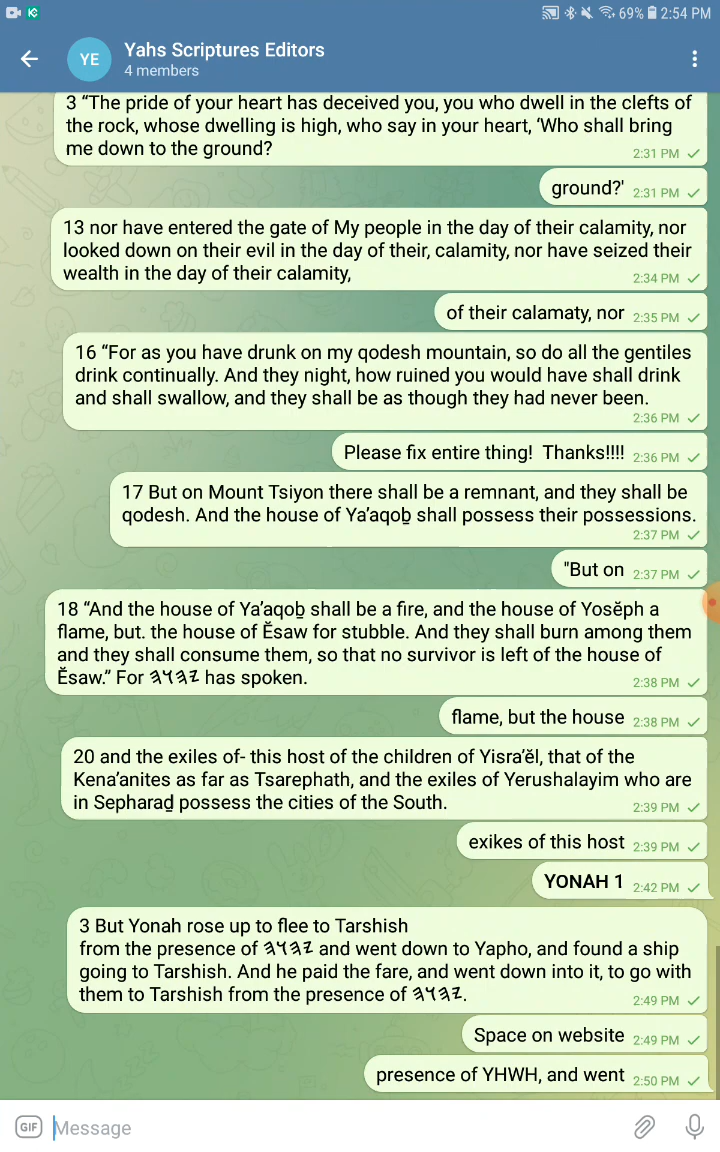 69% 2:54 PM
YE
Yahs Scriptures Editors
4 members
3 “The pride of your heart has deceived you, you who dwell in the clefts of
the rock, whose dwelling is high, who say in your heart, ‘Who shall bring
me down to the ground?
2:31 PM
ground?' 2:31 PM
13 nor have entered the gate of My people in the day of their calamity, nor
looked down on their evil in the day of their, calamity, nor have seized their
wealth in the day of their calamity,
2:34 PM
of their calamaty, nor 2:35 PM
16 “For as you have drunk on my qodesh mountain, so do all the gentiles
drink continually. And they night, how ruined you would have shall drink
and shall swallow, and they shall be as though they had never been.
2:36 PM
Please fix entire thing! Thanks!!!! 2:36 PM
17 But on Mount Tsiyon there shall be a remnant, and they shall be
qodesh. And the house of Ya’aqoḇ shall possess their possessions.
2:37 PM
"But on 2:37 PM
18 “And the house of Ya’aqoḇ shall be a fire, and the house of Yosĕph a
flame, but. the house of Ĕsaw for stubble. And they shall burn among them
and they shall consume them, so that no survivor is left of the house of
Ĕsaw.” For 𐤉𐤄𐤅𐤄 has spoken.
2:38 PM
flame, but the house 2:38 PM
20 and the exiles of- this host of the children of Yisra’ĕl, that of the
Kena’anites as far as Tsarephath, and the exiles of Yerushalayim who are
in Sepharaḏ possess the cities of the South.
2:39 PM
exikes of this host 2:39 PM
YONAH 1 2:42 PM
3 But Yonah rose up to flee to Tarshish
from the presence of 𐤉𐤄𐤅𐤄 and went down to Yapho, and found a ship
going to Tarshish. And he paid the fare, and went down into it, to go with
them to Tarshish from the presence of 𐤉𐤄𐤅𐤄.
2:49 PM
Space on website 2:49 PM
presence of YHWH, and went 2:50 PM
GIF Message